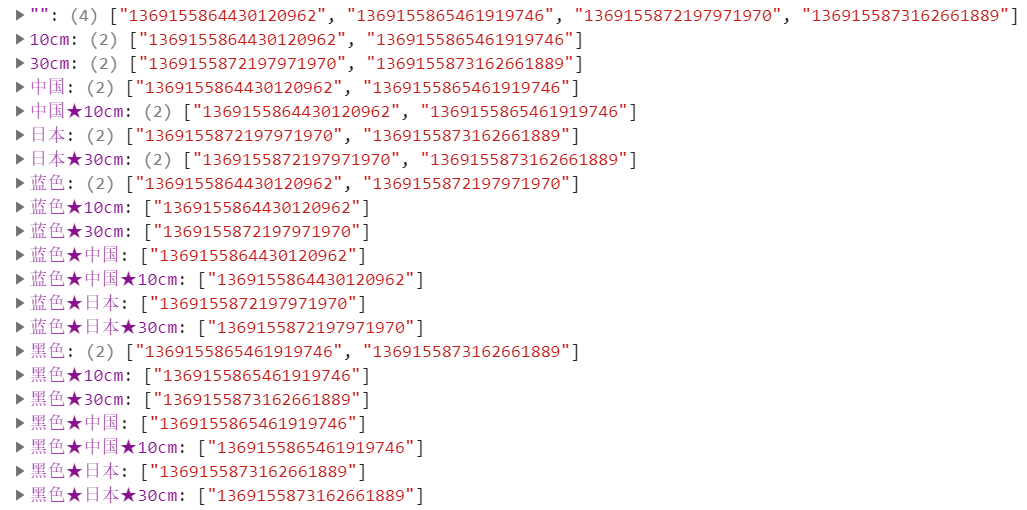 ▶ "": (4) ["1369155864430120962", "1369155865461919746", "1369155872197971970", "1369155873162661889"]
▶ 10cm: (2) ["1369155864430120962", "1369155865461919746"]
▶ 30cm: (2) ["1369155872197971970", "1369155873162661889"]
▶ 中国: (2) ["1369155864430120962", "1369155865461919746"]
▶ 中国★10cm: (2) ["1369155864430120962", "1369155865461919746"]
▶ 日本: (2) ["1369155872197971970", "1369155873162661889"]
▶ 日本★30cm: (2) ["1369155872197971970", "1369155873162661889"]
▶ 蓝色: (2) ["1369155864430120962", "1369155872197971970"]
▶ 蓝色★10cm: ["1369155864430120962"]
▶ 蓝色★30cm: ["1369155872197971970"]
▶ 蓝色★中国: ["1369155864430120962"]
▶ 蓝色★中国★10cm: ["1369155864430120962"]
▶ 蓝色★日本: ["1369155872197971970"]
▶ 蓝色★日本★30cm: ["1369155872197971970"]
▶ 黑色: (2) ["1369155865461919746", "1369155873162661889"]
▶ 黑色★10cm: ["1369155865461919746"]
▶ 黑色★30cm: ["1369155873162661889"]
▶ 黑色★中国: ["1369155865461919746"]
▶ 黑色★中国★10cm: ["1369155865461919746"]
▶ 黑色★日本: ["1369155873162661889"]
▶ 黑色★日本★30cm: ["1369155873162661889"]